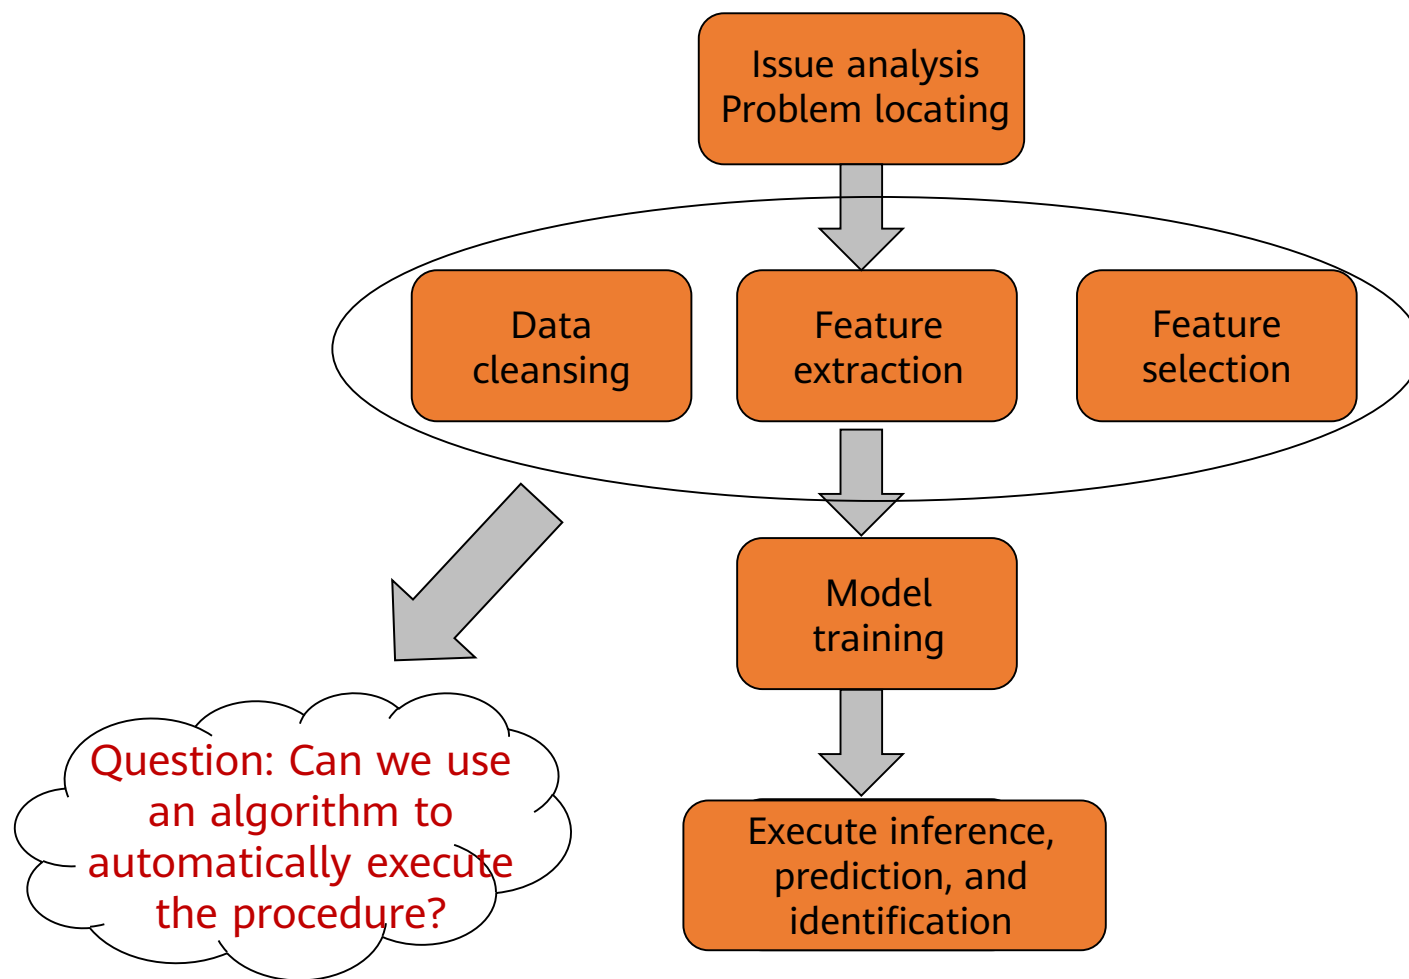 Issue analysis
Problem locating
Data
cleansing
Feature
extraction
Feature
selection
Model
training
Question: Can we use
an algorithm to
automatically execute
the procedure?
Execute inference,
prediction, and
identification